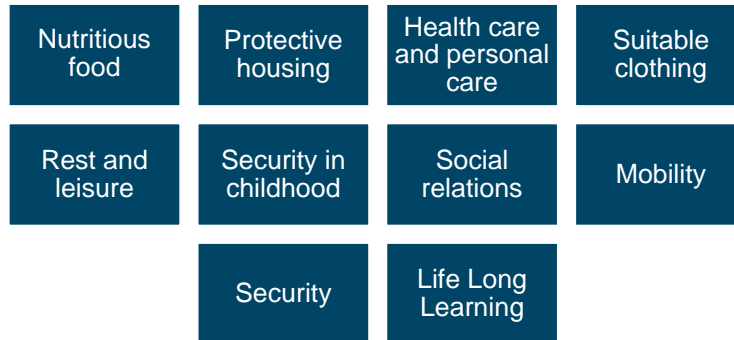 Nutritious
food
Protective
housing
Health care
and personal
care
Suitable
clothing
Rest and
leisure
Security in
childhood
Social
relations
Mobility
Security
Life Long
Learning